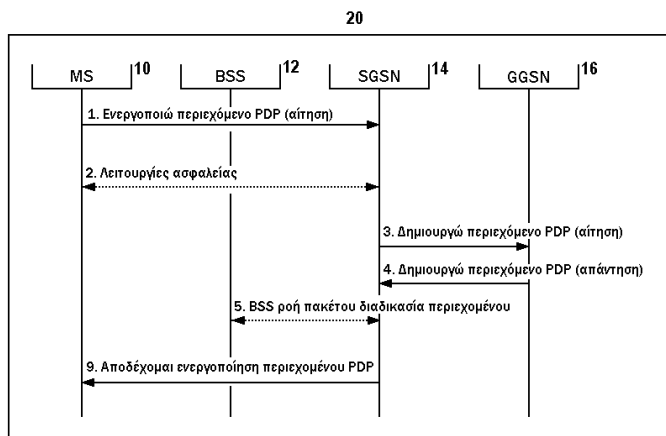 20
MS 10 BSS 12 SGSN 14 GGSN 16
1. Ενεργοποιώ περιεχόμενο PDP (αίτηση)
2. Λειτουργίες ασφαλείας
3. Δημιουργώ περιεχόμενο PDP (αίτηση)
4. Δημιουργώ περιεχόμενο PDP (απάντηση)
5. BSS ροή πακέτου διαδικασία περιεχομένου
9. Αποδέχομαι ενεργοποίηση περιεχομένου PDP